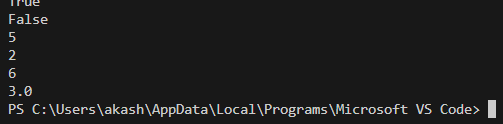 True
False
5
2
6
3.0
PS C:\Users\akash\AppData\Local\Programs\Microsoft VS Code>